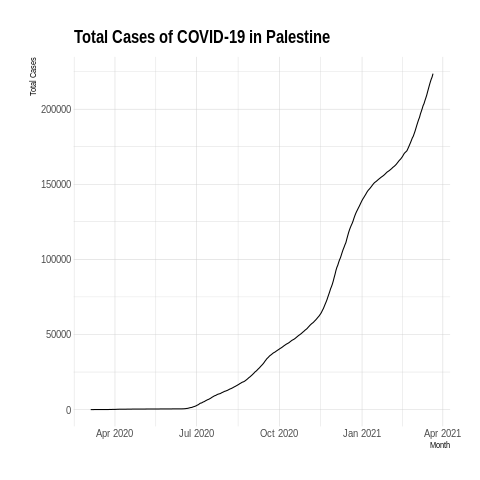 Total Cases of COVID-19 in Palestine
Total Cases
200000
150000
100000
50000
0
Apr 2020
Jul 2020
Oct 2020
Jan 2021
Apr 2021
Month